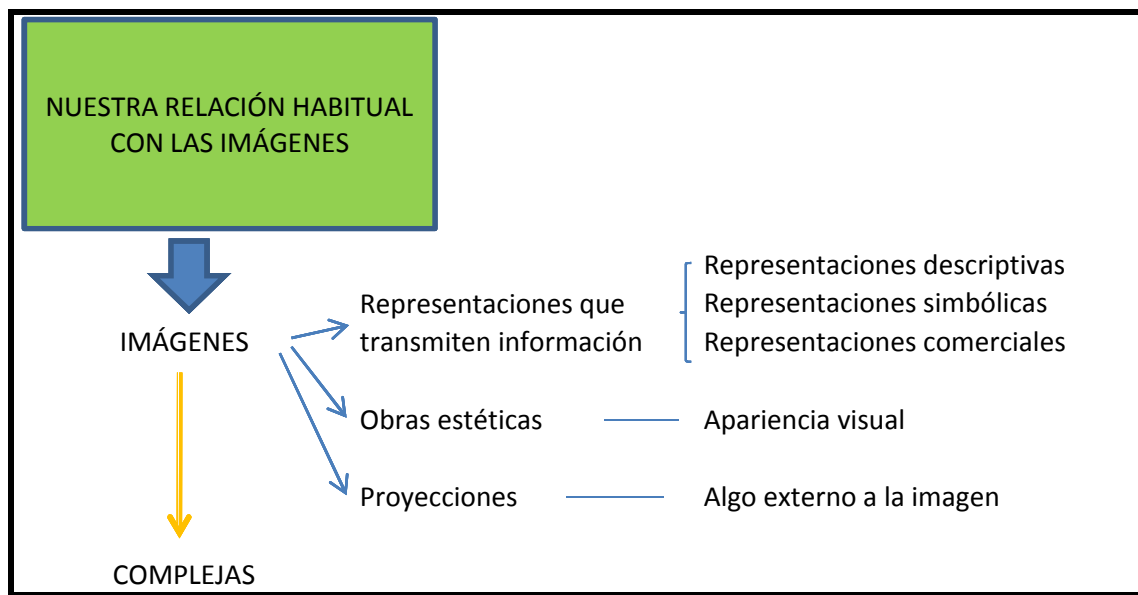 NUESTRA RELACIÓN HABITUAL
CON LAS IMÁGENES
IMÁGENES
Representaciones que
transmiten información
Representaciones descriptivas
Representaciones simbólicas
Representaciones comerciales
Obras estéticas
Apariencia visual
Proyecciones
Algo externo a la imagen
COMPLEJAS